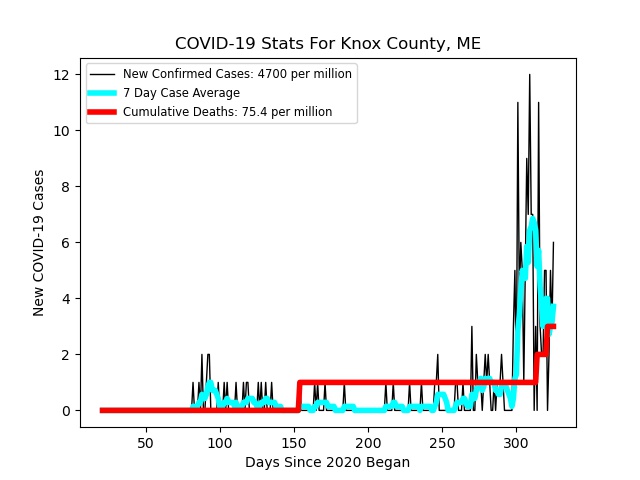 COVID-19 Stats For Knox County, ME
New Confirmed Cases: 4700 per million
7 Day Case Average
Cumulative Deaths: 75.4 per million
12
10
8
6
4
2
0
New COVID-19 Cases
50 100 150 200 250 300
Days Since 2020 Began